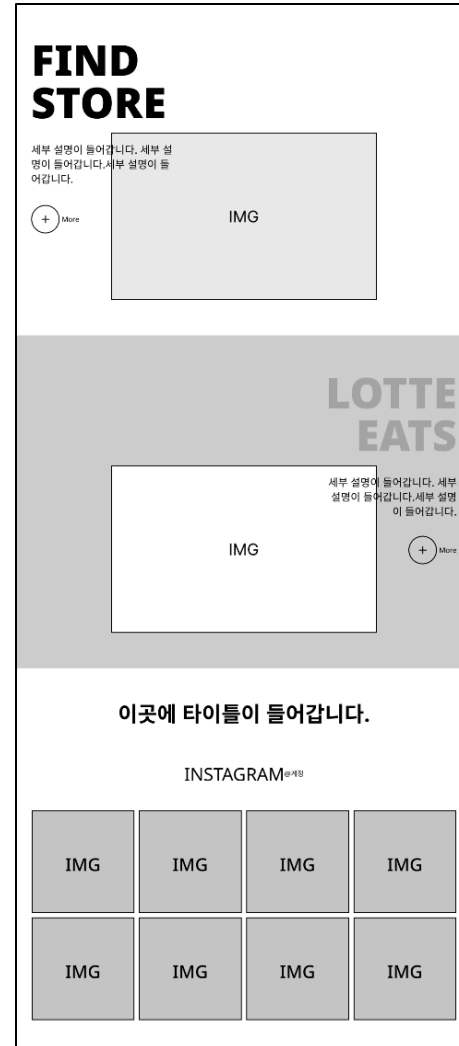 FIND
STORE
세부 설명이 들어갑니다. 세부 설
명이 들어갑니다.세부 설명이 들
어갑니다.
+ More
IMG
LOTTE
EATS
세부 설명이 들어갑니다. 세부
설명이 들어갑니다.세부 설명
이 들어갑니다.
IMG
+ More
이곳에 타이틀이 들어갑니다.
INSTAGRAM@계정
IMG IMG IMG IMG
IMG IMG IMG IMG